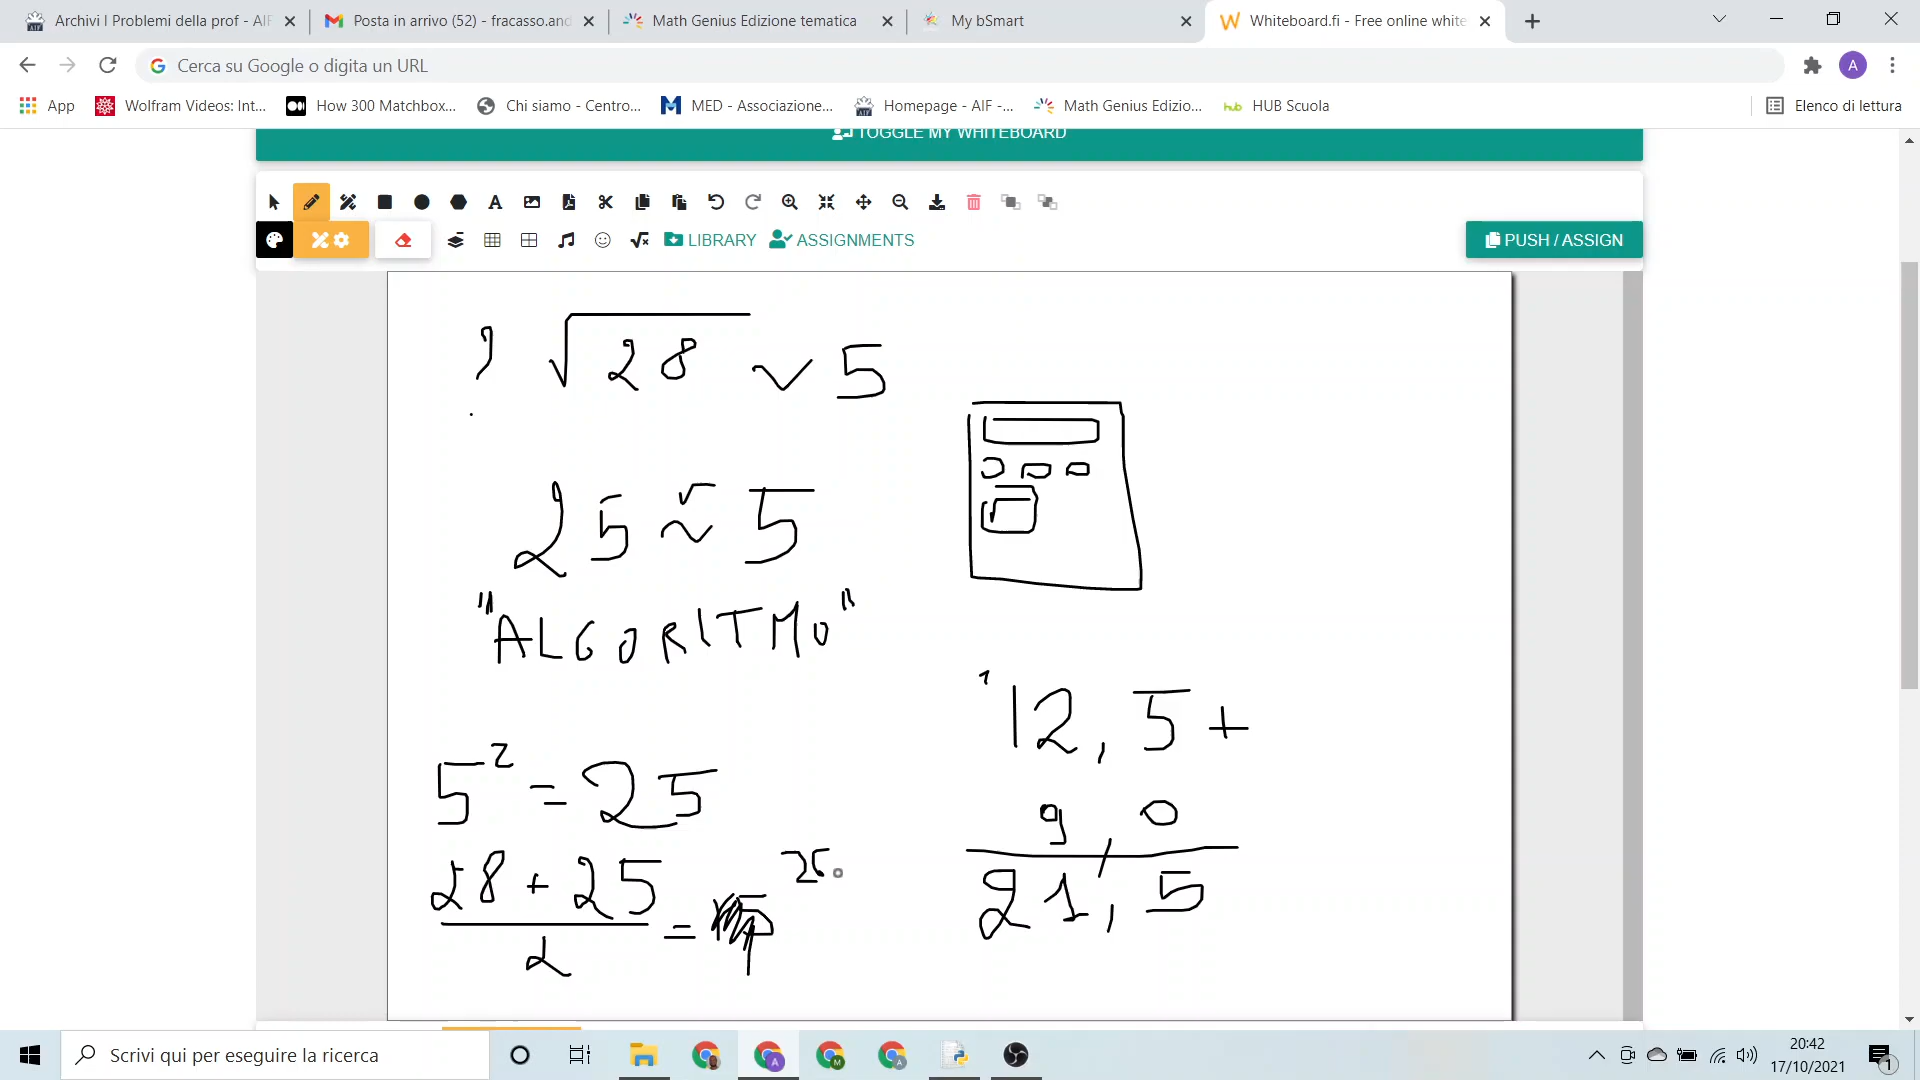 Archivi I Problemi della prof - AIF
Posta in arrivo (52) - fracasso.and
Math Genius Edizione tematica
My bSmart
Whiteboard.fi - Free online white
Cerca su Google o digita un URL
A
App
Wolfram Videos: Int...
How 300 Matchbox...
Chi siamo - Centro...
MED - Associazione...
Homepage - AIF -...
Math Genius Edizio...
HUB Scuola
Elenco di lettura
TOGGLE MY WHITEBOARD
LIBRARY
ASSIGNMENTS
PUSH / ASSIGN
√28 ~ 5
25 ~ 5
"ALGORITMO"
12,5+
9,0
21,5
5² = 25
28 + 25
2
=
Scrivi qui per eseguire la ricerca
20:42
17/10/2021
1